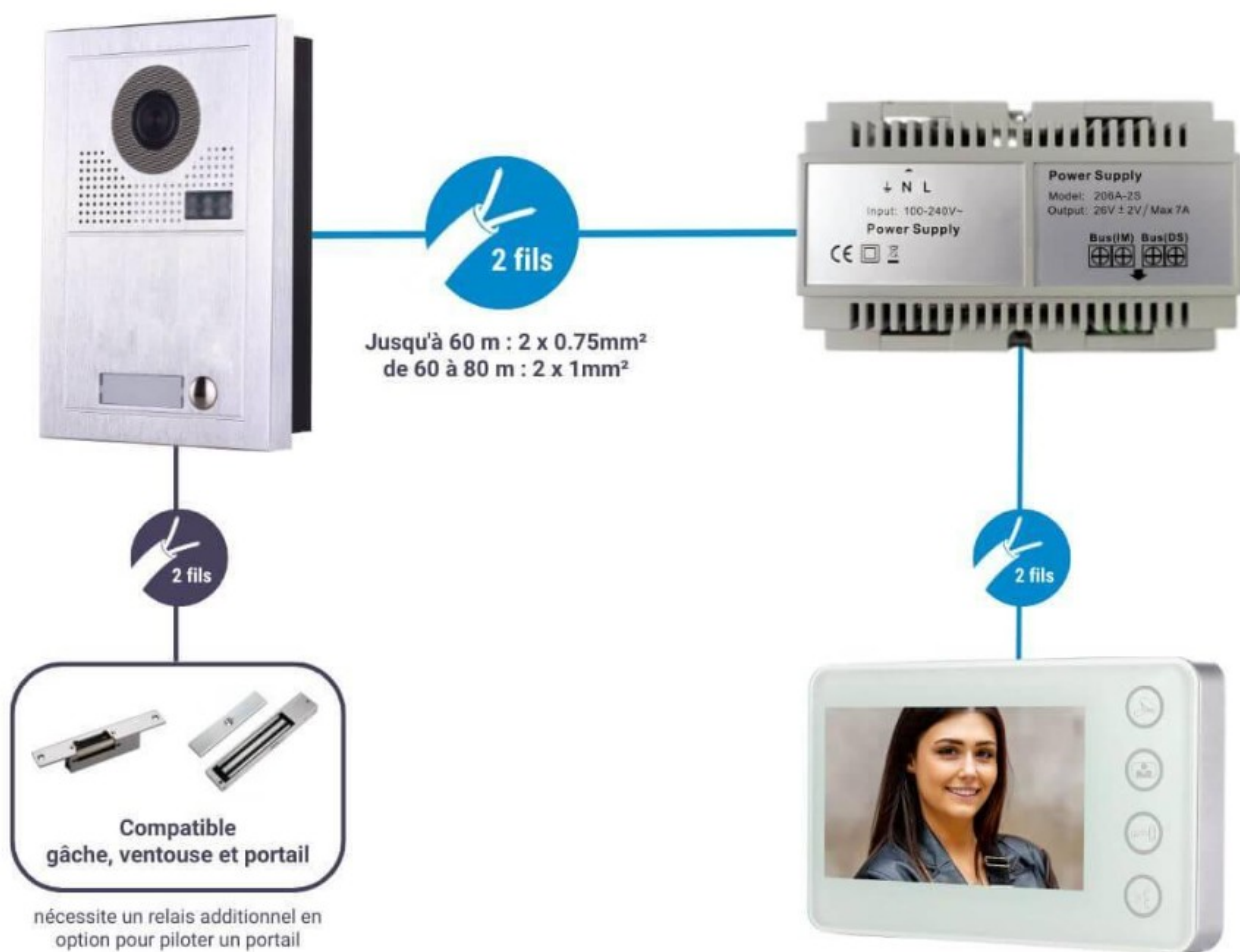 2 fils
Jusqu'à 60 m : 2 x 0.75mm²
de 60 à 80 m : 2 x 1mm²
N L
Input: 100-240V~
Power Supply
CE
Power Supply
Model: 206A-2S
Output: 26V ± 2V / Max 7A
Bus(IM) Bus(DS)
2 fils
2 fils
Compatible
gâche, ventouse et portail
nécessite un relais additionnel en
option pour piloter un portail